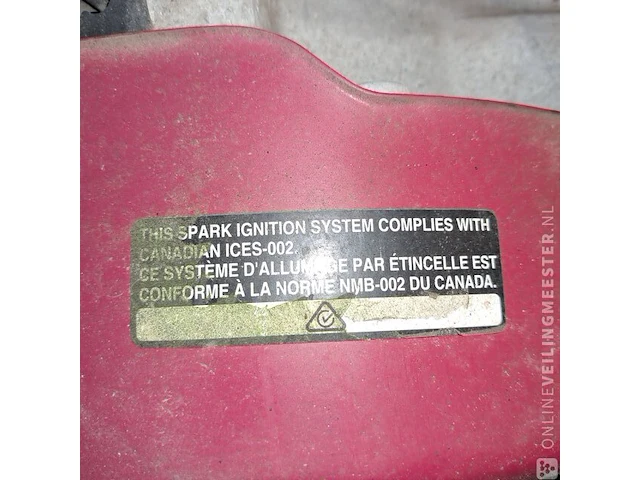 THIS SPARK IGNITION SYSTEM COMPLIES WITH
CANADIAN ICES-002.
CE SYSTÈME D'ALLUMAGE PAR ÉTINCELLE EST
CONFORME À LA NORME NMB-002 DU CANADA.
ONLINEVEILINGMEESTER.NL